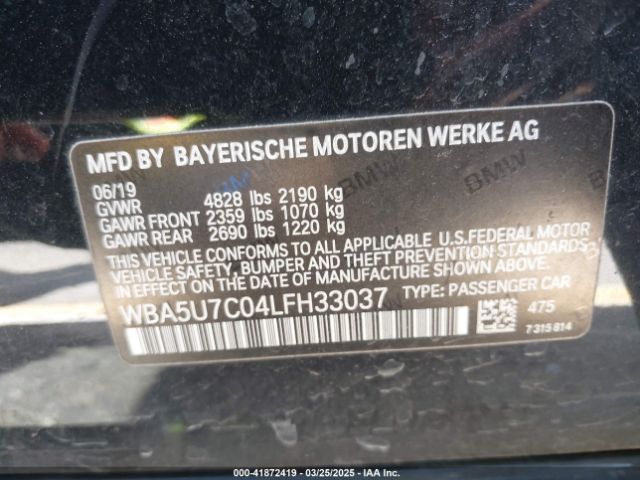 MFD BY BAYERISCHE MOTOREN WERKE AG
06/19
GVWR 4828 lbs 2190 kg
GAWR FRONT 2359 lbs 1070 kg
GAWR REAR 2690 lbs 1220 kg
THIS VEHICLE CONFORMS TO ALL APPLICABLE U.S.FEDERAL MOTOR
VEHICLE SAFETY, BUMPER, AND THEFT PREVENTION STANDARDS
IN EFFECT ON THE DATE OF MANUFACTURE SHOWN ABOVE.
WBA5U7C04LFH33037 TYPE: PASSENGER CAR
475
7315814
BMW
BMW
000-41872419 - 03/25/2025 - IAA Inc.